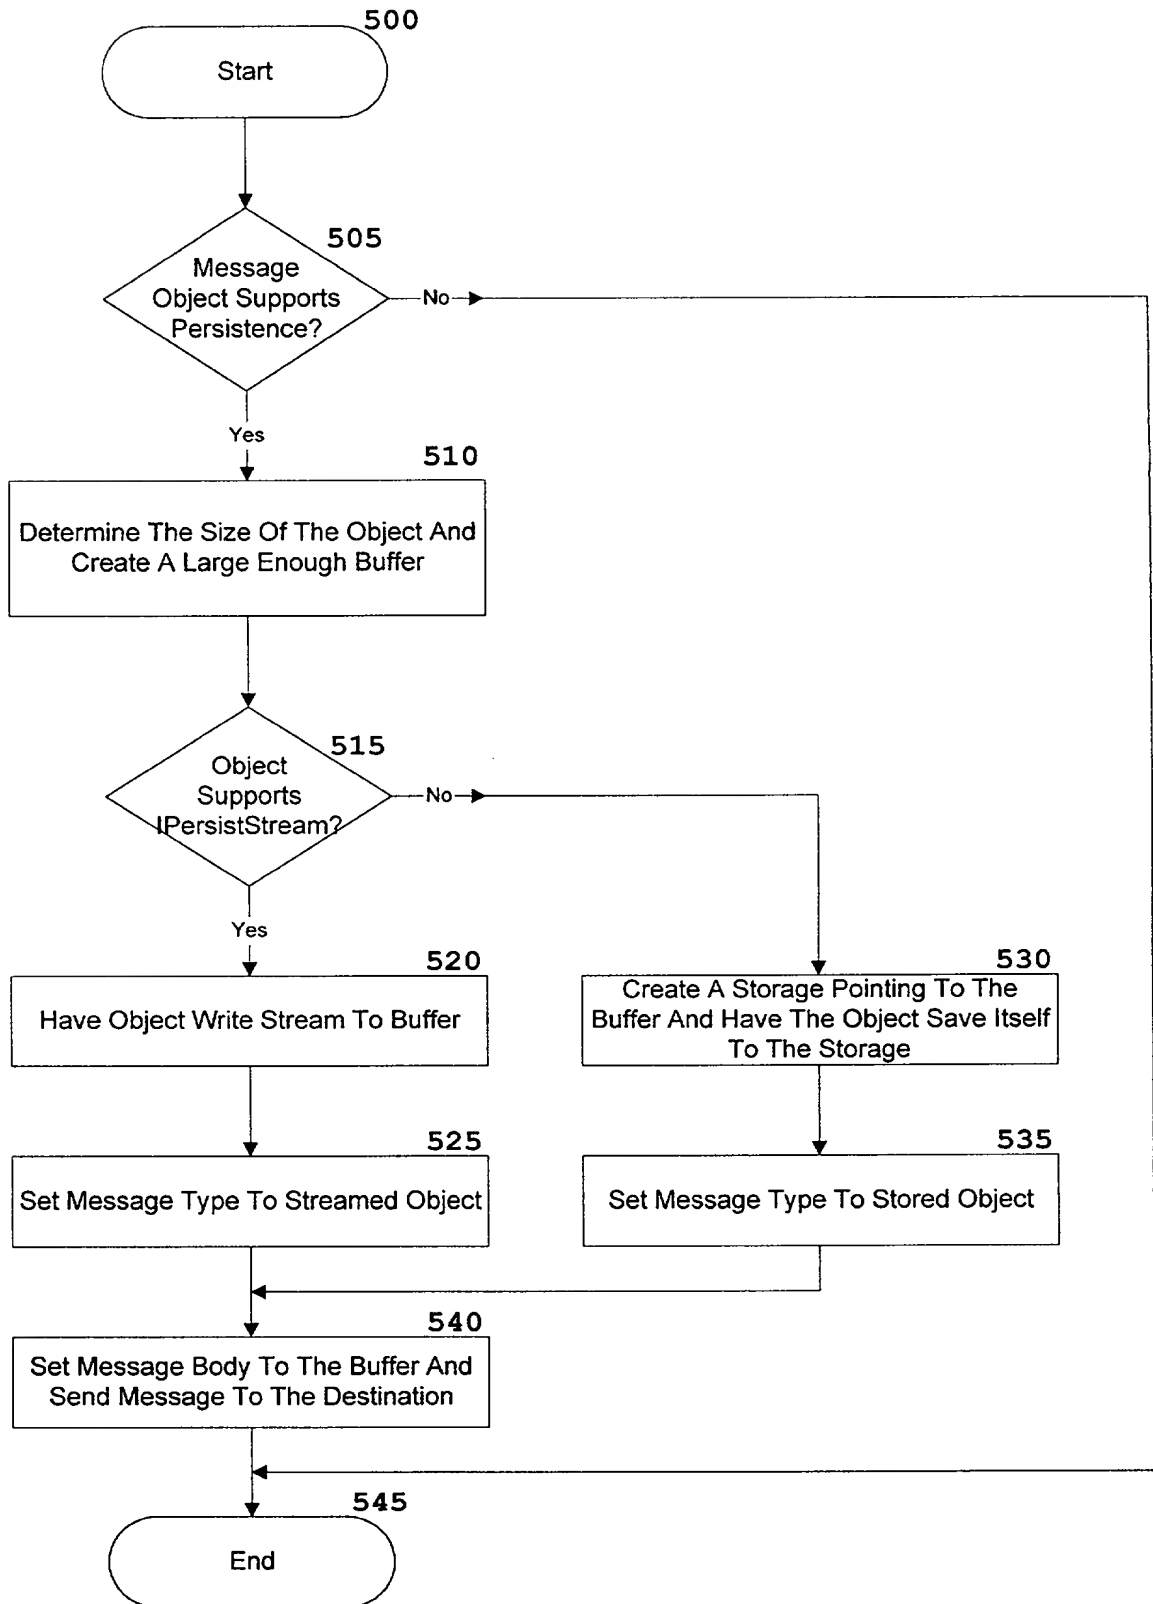 500
Start
505
Message
Object Supports
Persistence?
No
Yes
510
Determine The Size Of The Object And
Create A Large Enough Buffer
515
Object
Supports
IPersistStream?
No
Yes
520
Have Object Write Stream To Buffer
530
Create A Storage Pointing To The
Buffer And Have The Object Save Itself
To The Storage
525
Set Message Type To Streamed Object
535
Set Message Type To Stored Object
540
Set Message Body To The Buffer And
Send Message To The Destination
545
End